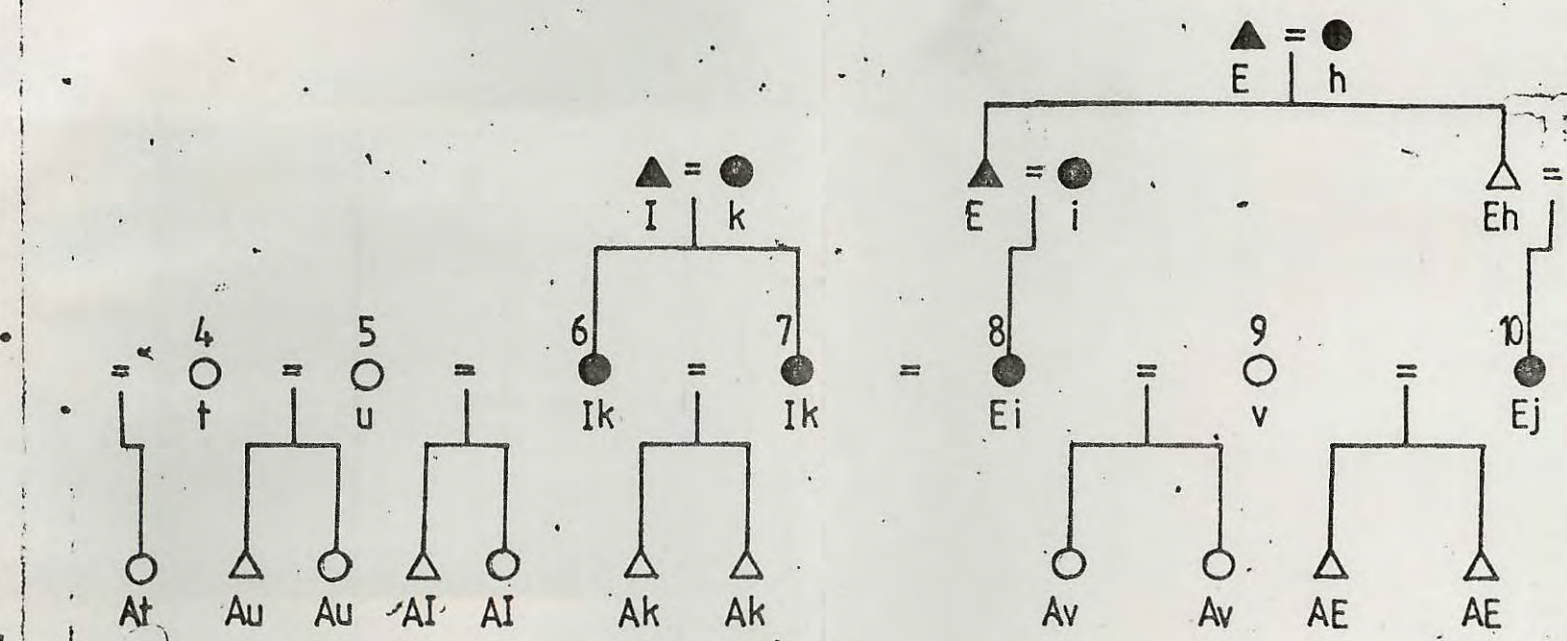 E h
I k E i Eh
4 5 6 7 8 9 10
t u Ik Ik Ei v Ej
At Au Au AI AI Ak Ak Av Av AE AE